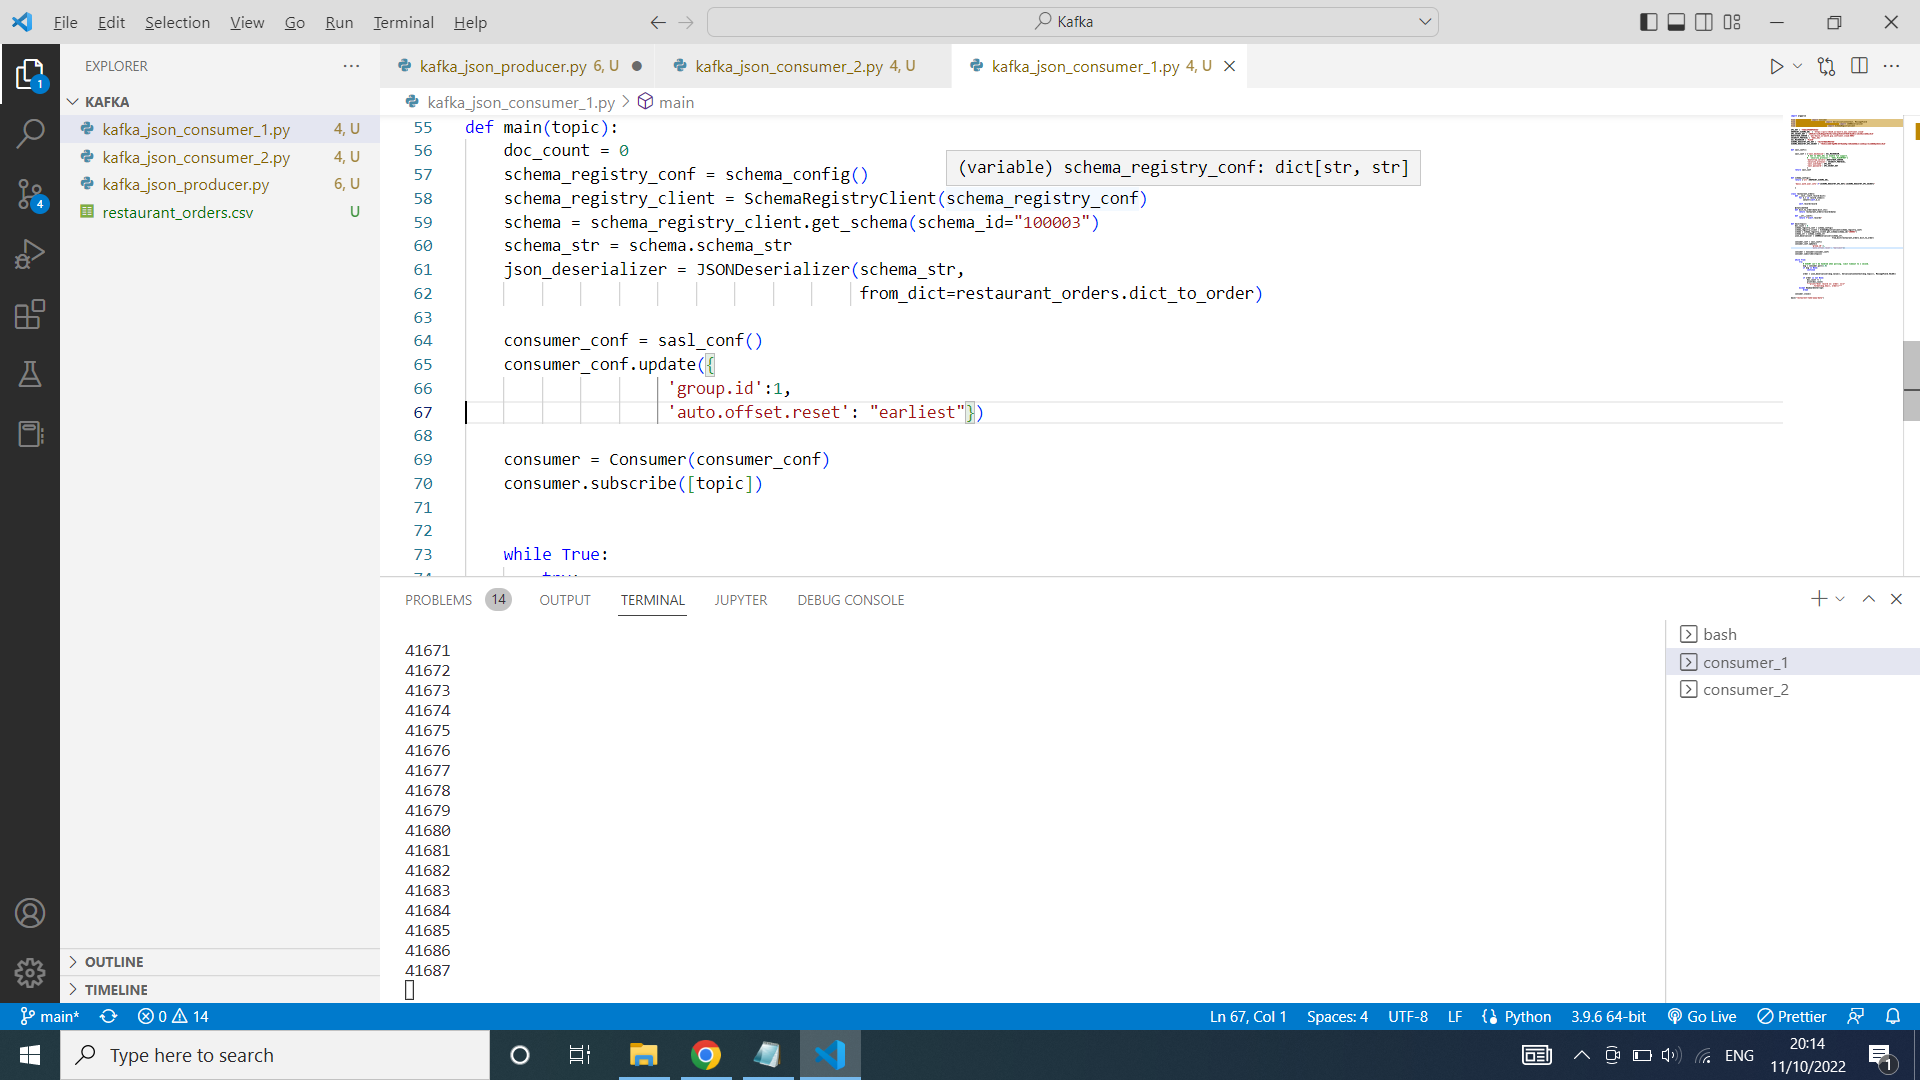 File Edit Selection View Go Run Terminal Help
Kafka
EXPLORER
1
KAFKA
kafka_json_consumer_1.py 4, U
kafka_json_consumer_2.py 4, U
kafka_json_producer.py 6, U
restaurant_orders.csv U
4
OUTLINE
TIMELINE
kafka_json_producer.py 6, U
kafka_json_consumer_2.py 4, U
kafka_json_consumer_1.py 4, U
kafka_json_consumer_1.py > main
55 def main(topic):
56 doc_count = 0
57 schema_registry_conf = schema_config()
(variable) schema_registry_conf: dict[str, str]
58 schema_registry_client = SchemaRegistryClient(schema_registry_conf)
59 schema = schema_registry_client.get_schema(schema_id="100003")
60 schema_str = schema.schema_str
61 json_deserializer = JSONDeserializer(schema_str,
62 from_dict=restaurant_orders.dict_to_order)
63
64 consumer_conf = sasl_conf()
65 consumer_conf.update({
66 'group.id':1,
67 'auto.offset.reset': "earliest"})
68
69 consumer = Consumer(consumer_conf)
70 consumer.subscribe([topic])
71
72
73 while True:
74 try:
PROBLEMS 14 OUTPUT TERMINAL JUPYTER DEBUG CONSOLE
41671
41672
41673
41674
41675
41676
41677
41678
41679
41680
41681
41682
41683
41684
41685
41686
41687
bash
consumer_1
consumer_2
main* 0 14 Ln 67, Col 1 Spaces: 4 UTF-8 LF Python 3.9.6 64-bit Go Live Prettier
Type here to search
ENG
20:14
11/10/2022
1